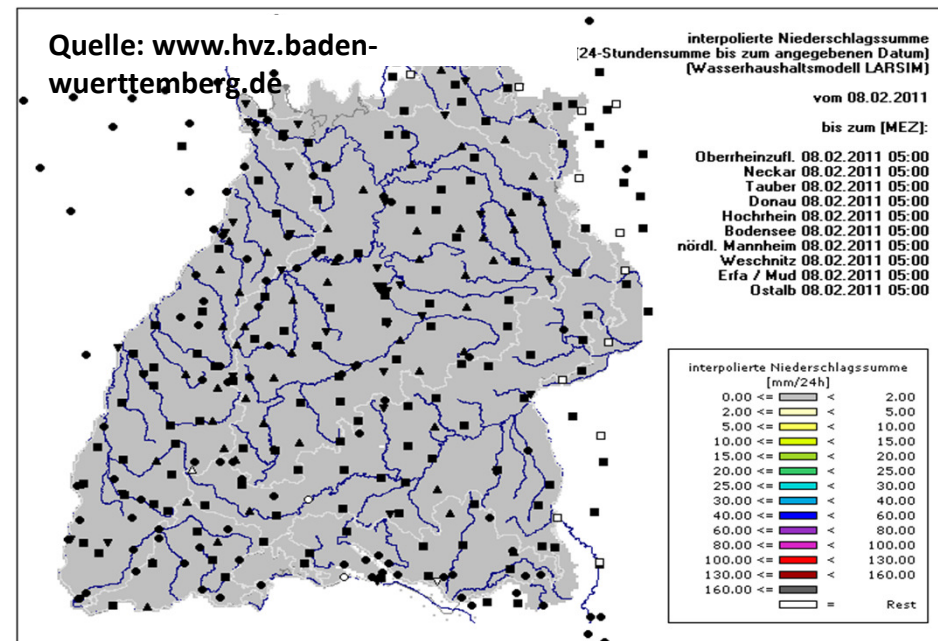 Quelle: www.hvz.baden-
wuerttemberg.de
interpolierte Niederschlagssumme
(24-Stundensumme bis zum angegebenen Datum)
(Wasserhaushaltsmodell LARSIM)
vom 08.02.2011
bis zum [MEZ]:
Oberrheinzufl. 08.02.2011 05:00
Neckar 08.02.2011 05:00
Tauber 08.02.2011 05:00
Donau 08.02.2011 05:00
Hochrhein 08.02.2011 05:00
Bodensee 08.02.2011 05:00
nördl. Mannheim 08.02.2011 05:00
Weschnitz 08.02.2011 05:00
Erfa / Mud 08.02.2011 05:00
Ostalb 08.02.2011 05:00
interpolierte Niederschlagssumme
[mm/24h]
0.00 <= < 2.00
2.00 <= < 5.00
5.00 <= < 10.00
10.00 <= < 15.00
15.00 <= < 20.00
20.00 <= < 25.00
25.00 <= < 30.00
30.00 <= < 40.00
40.00 <= < 60.00
60.00 <= < 80.00
80.00 <= < 100.00
100.00 <= < 130.00
130.00 <= < 160.00
160.00 <=
= Rest